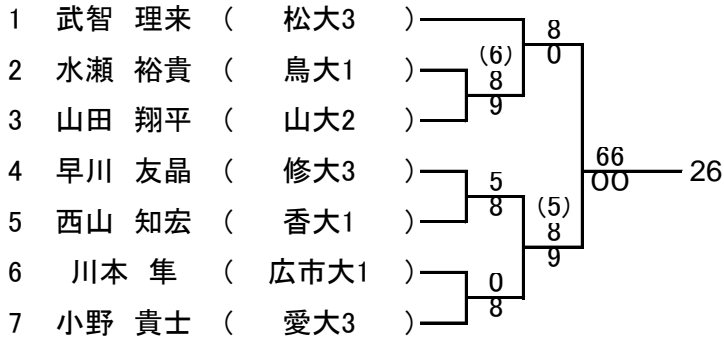 1 武智 理来 ( 松大3 )
2 水瀬 裕貴 ( 鳥大1 )
3 山田 翔平 ( 山大2 )
4 早川 友晶 ( 修大3 )
5 西山 知宏 ( 香大1 )
6 川本 隼 ( 広市大1 )
7 小野 貴士 ( 愛大3 )
8
0
(6)
8
9
66
00
26
5
8
(5)
8
9
0
8